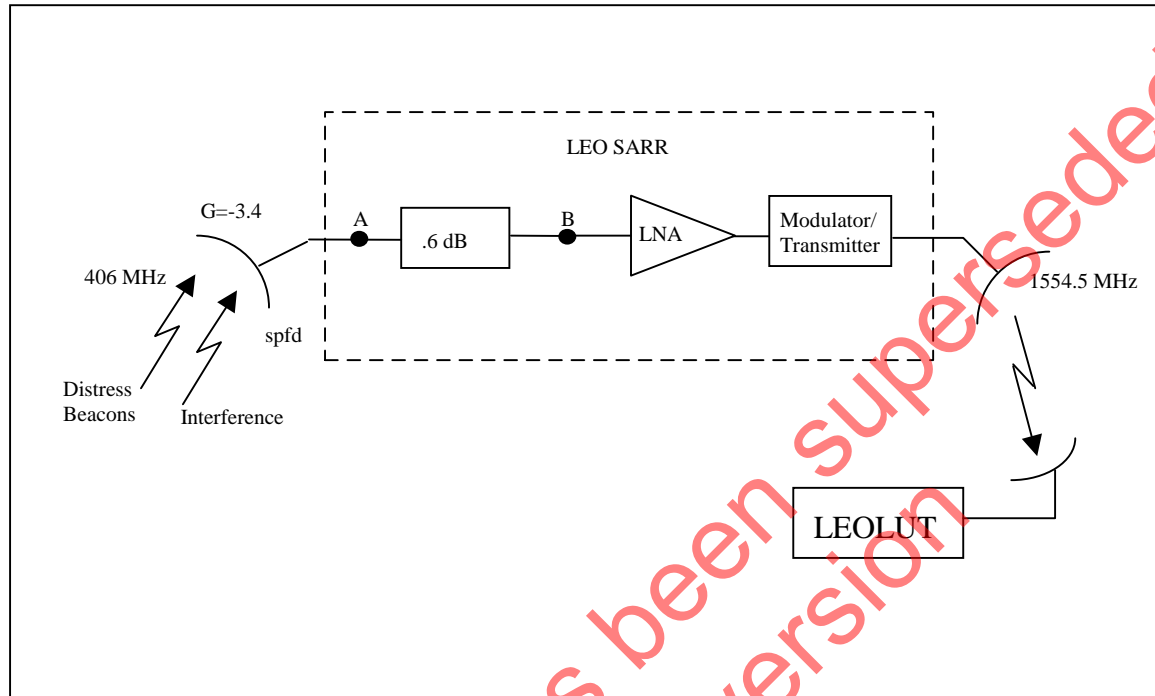 LEO SARR
G=-3.4
A
.6 dB
B
LNA
Modulator/
Transmitter
406 MHz
1554.5 MHz
spfd
Distress
Beacons
Interference
LEOLUT
s been superseded
version